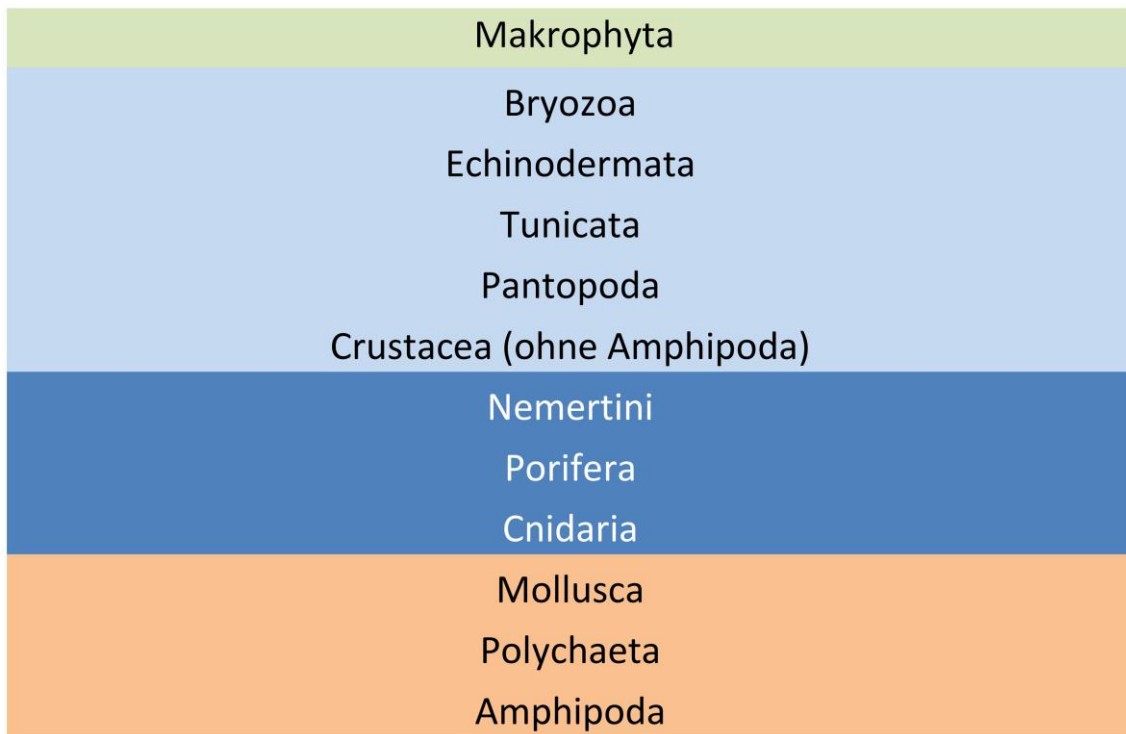 Makrophyta
Bryozoa
Echinodermata
Tunicata
Pantopoda
Crustacea (ohne Amphipoda)
Nemertini
Porifera
Cnidaria
Mollusca
Polychaeta
Amphipoda